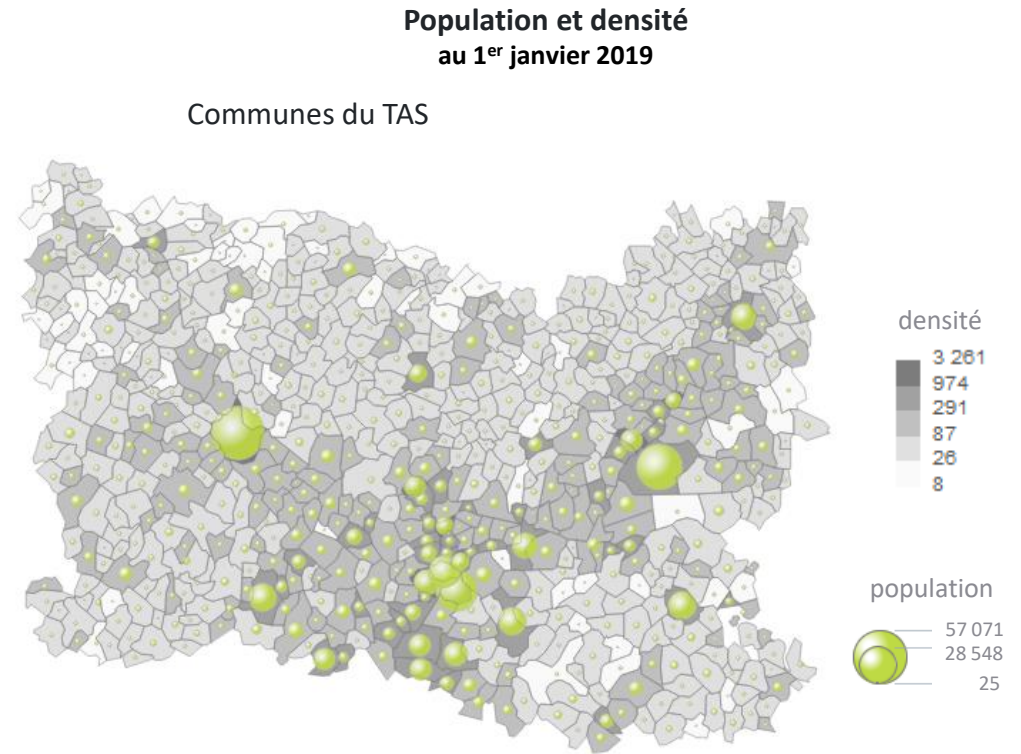 Population et densité
au 1er janvier 2019
Communes du TAS
densité
3 261
974
291
87
26
8
population
57 071
28 548
25